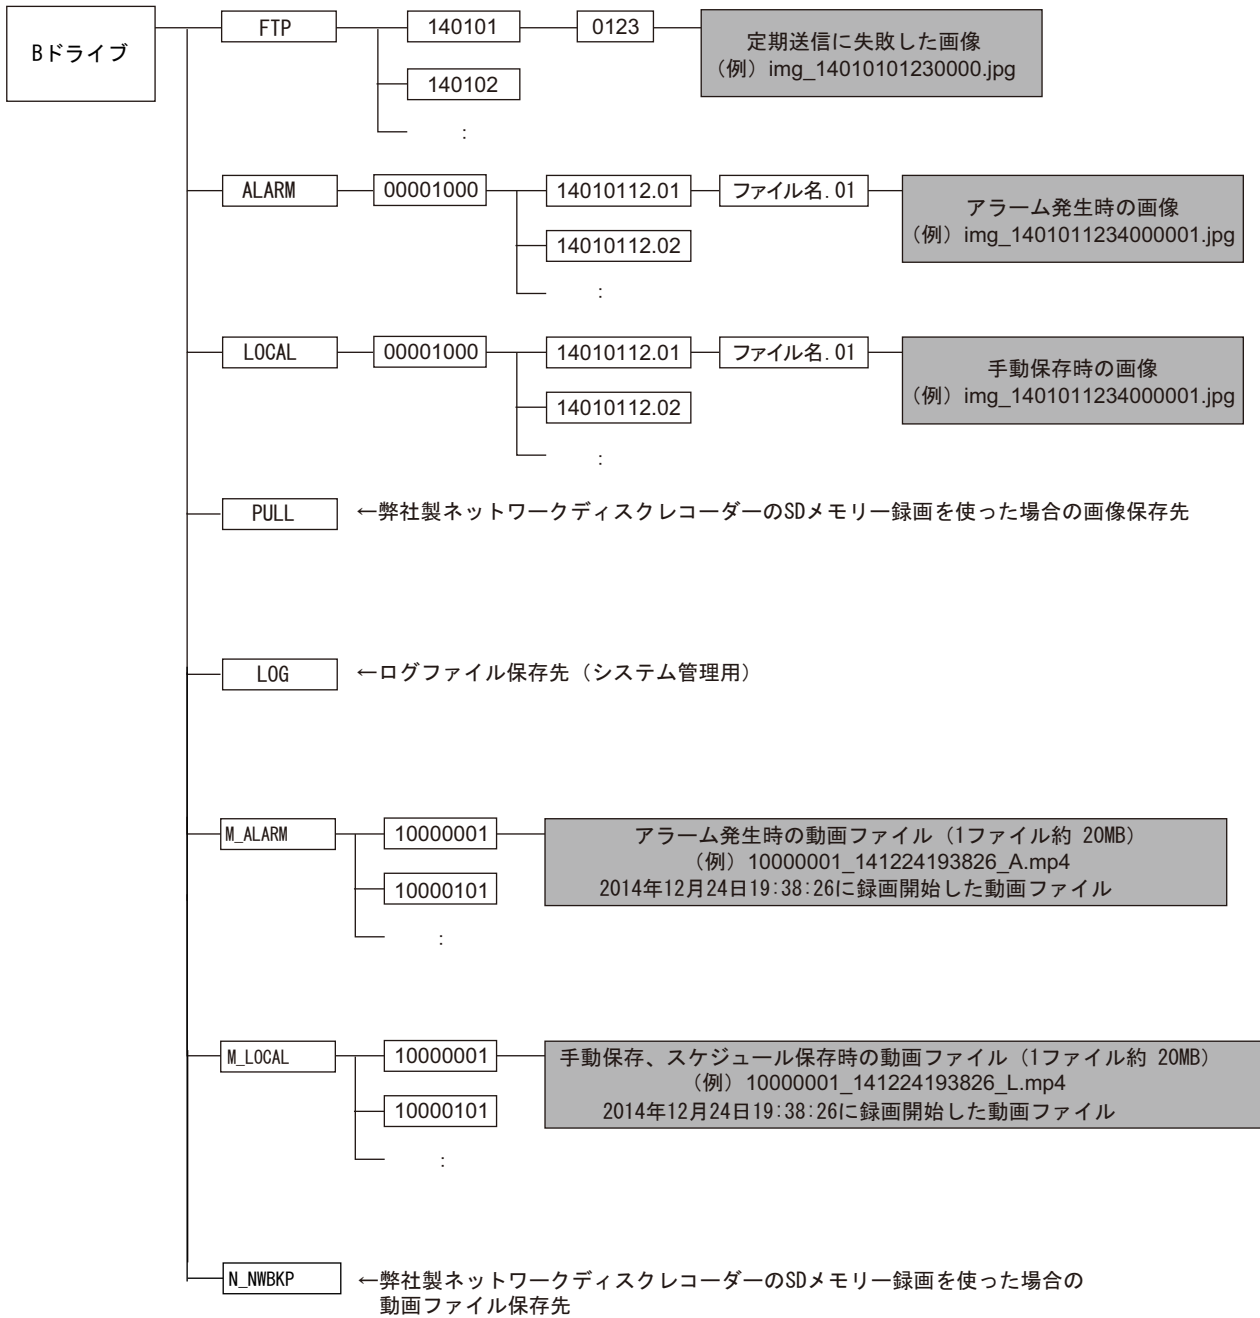 Bドライブ
FTP
140101
0123
定期送信に失敗した画像
（例）img_14010101230000.jpg
140102
:
ALARM
00001000
14010112.01
ファイル名.01
アラーム発生時の画像
（例）img_1401011234000001.jpg
14010112.02
:
LOCAL
00001000
14010112.01
ファイル名.01
手動保存時の画像
（例）img_1401011234000001.jpg
14010112.02
:
PULL
←弊社製ネットワークディスクレコーダーのSDメモリー録画を使った場合の画像保存先
LOG
←ログファイル保存先（システム管理用）
M_ALARM
10000001
アラーム発生時の動画ファイル（1ファイル約 20MB）
（例）10000001_141224193826_A.mp4
2014年12月24日19:38:26に録画開始した動画ファイル
10000101
:
M_LOCAL
10000001
手動保存、スケジュール保存時の動画ファイル（1ファイル約 20MB）
（例）10000001_141224193826_L.mp4
2014年12月24日19:38:26に録画開始した動画ファイル
10000101
:
N_NWBKP
←弊社製ネットワークディスクレコーダーのSDメモリー録画を使った場合の
動画ファイル保存先